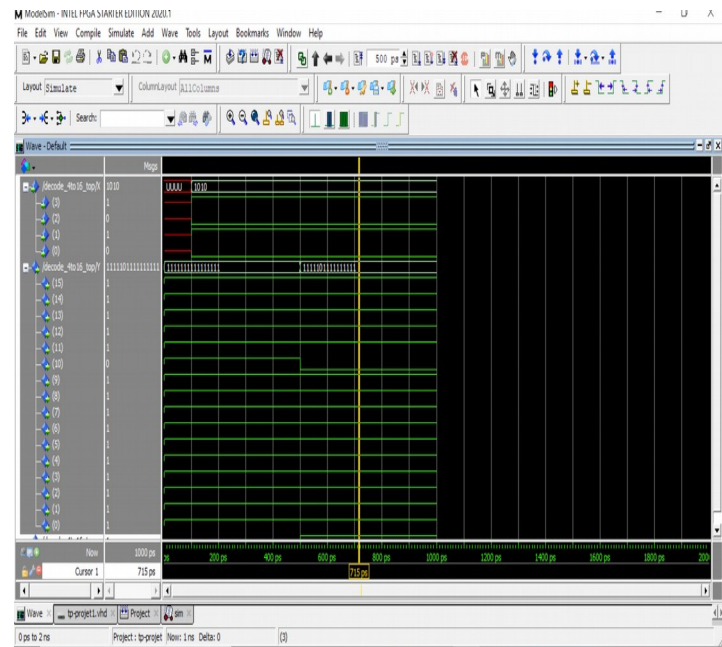 ModelSim - INTEL FPGA STARTER EDITION 2020.1
File Edit View Compile Simulate Add Wave Tools Layout Bookmarks Window Help
500 ps
Layout Simulate ColumnLayout AllColumns
Search:
Wave - Default
Msgs
/decode_4to16_top/X 1010 UUUU 1010
(3) 1
(2) 0
(1) 1
(0) 0
/decode_4to16_top/Y 1111101111111111 1111111111111111 1111101111111111
(15) 1
(14) 1
(13) 1
(12) 1
(11) 1
(10) 0
(9) 1
(8) 1
(7) 1
(6) 1
(5) 1
(4) 1
(3) 1
(2) 1
(1) 1
(0) 1
Now 1000 ps ps 200 ps 400 ps 600 ps 800 ps 1000 ps 1200 ps 1400 ps 1600 ps 1800 ps 200
Cursor 1 715 ps 715 ps
Wave tp-projet1.vhd Project sim
0 ps to 2 ns Project : tp-projet Now: 1 ns Delta: 0 (3)